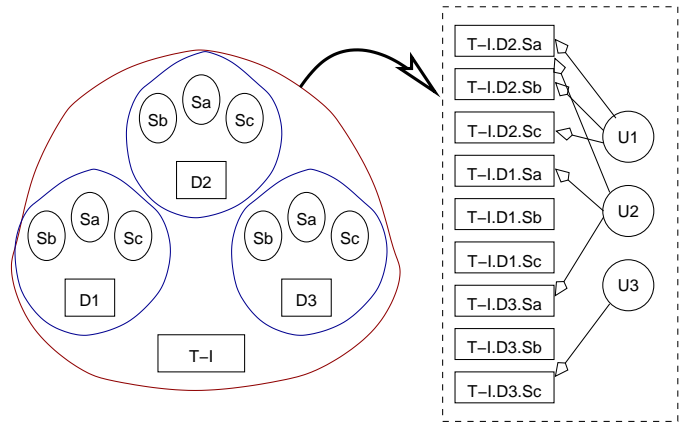 Sa
Sb
Sc
D2
Sa
Sb
Sc
D1
Sa
Sb
Sc
D3
T-I
T-I.D2.Sa
T-I.D2.Sb
T-I.D2.Sc
T-I.D1.Sa
T-I.D1.Sb
T-I.D1.Sc
T-I.D3.Sa
T-I.D3.Sb
T-I.D3.Sc
U1
U2
U3